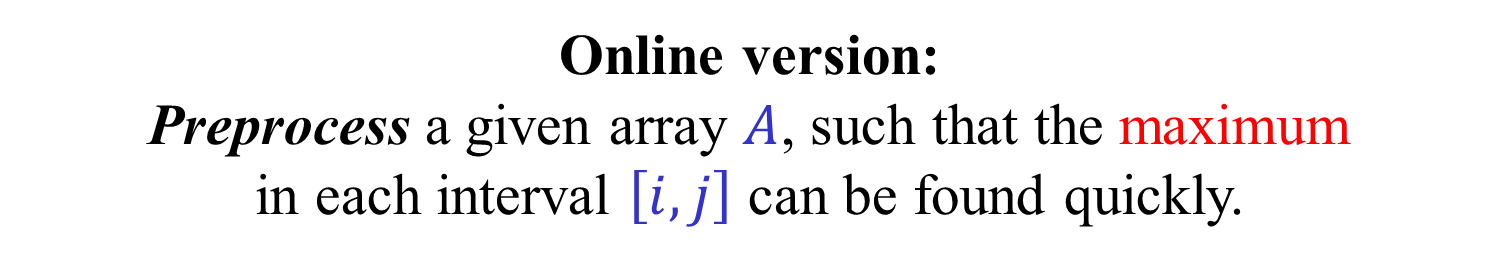 Online version:
Preprocess a given array A, such that the maximum
in each interval [i, j] can be found quickly.